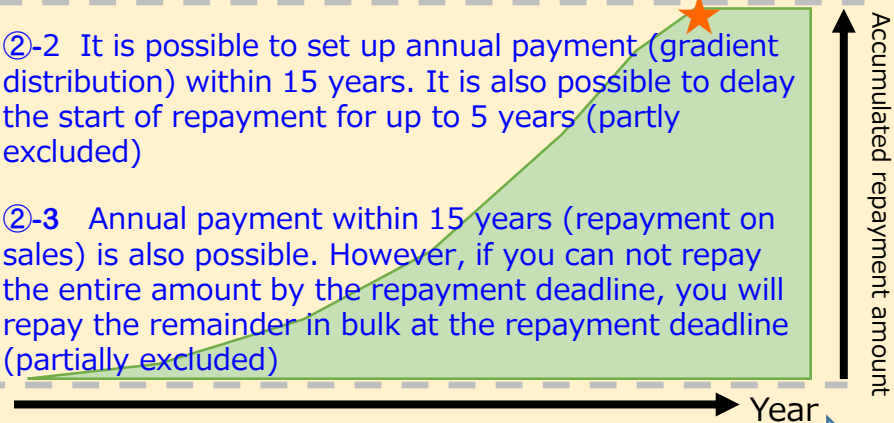 ②-2 It is possible to set up annual payment (gradient
distribution) within 15 years. It is also possible to delay
the start of repayment for up to 5 years (partly
excluded)
②-3 Annual payment within 15 years (repayment on
sales) is also possible. However, if you can not repay
the entire amount by the repayment deadline, you will
repay the remainder in bulk at the repayment deadline
(partially excluded)
Accumulated repayment amount
Year